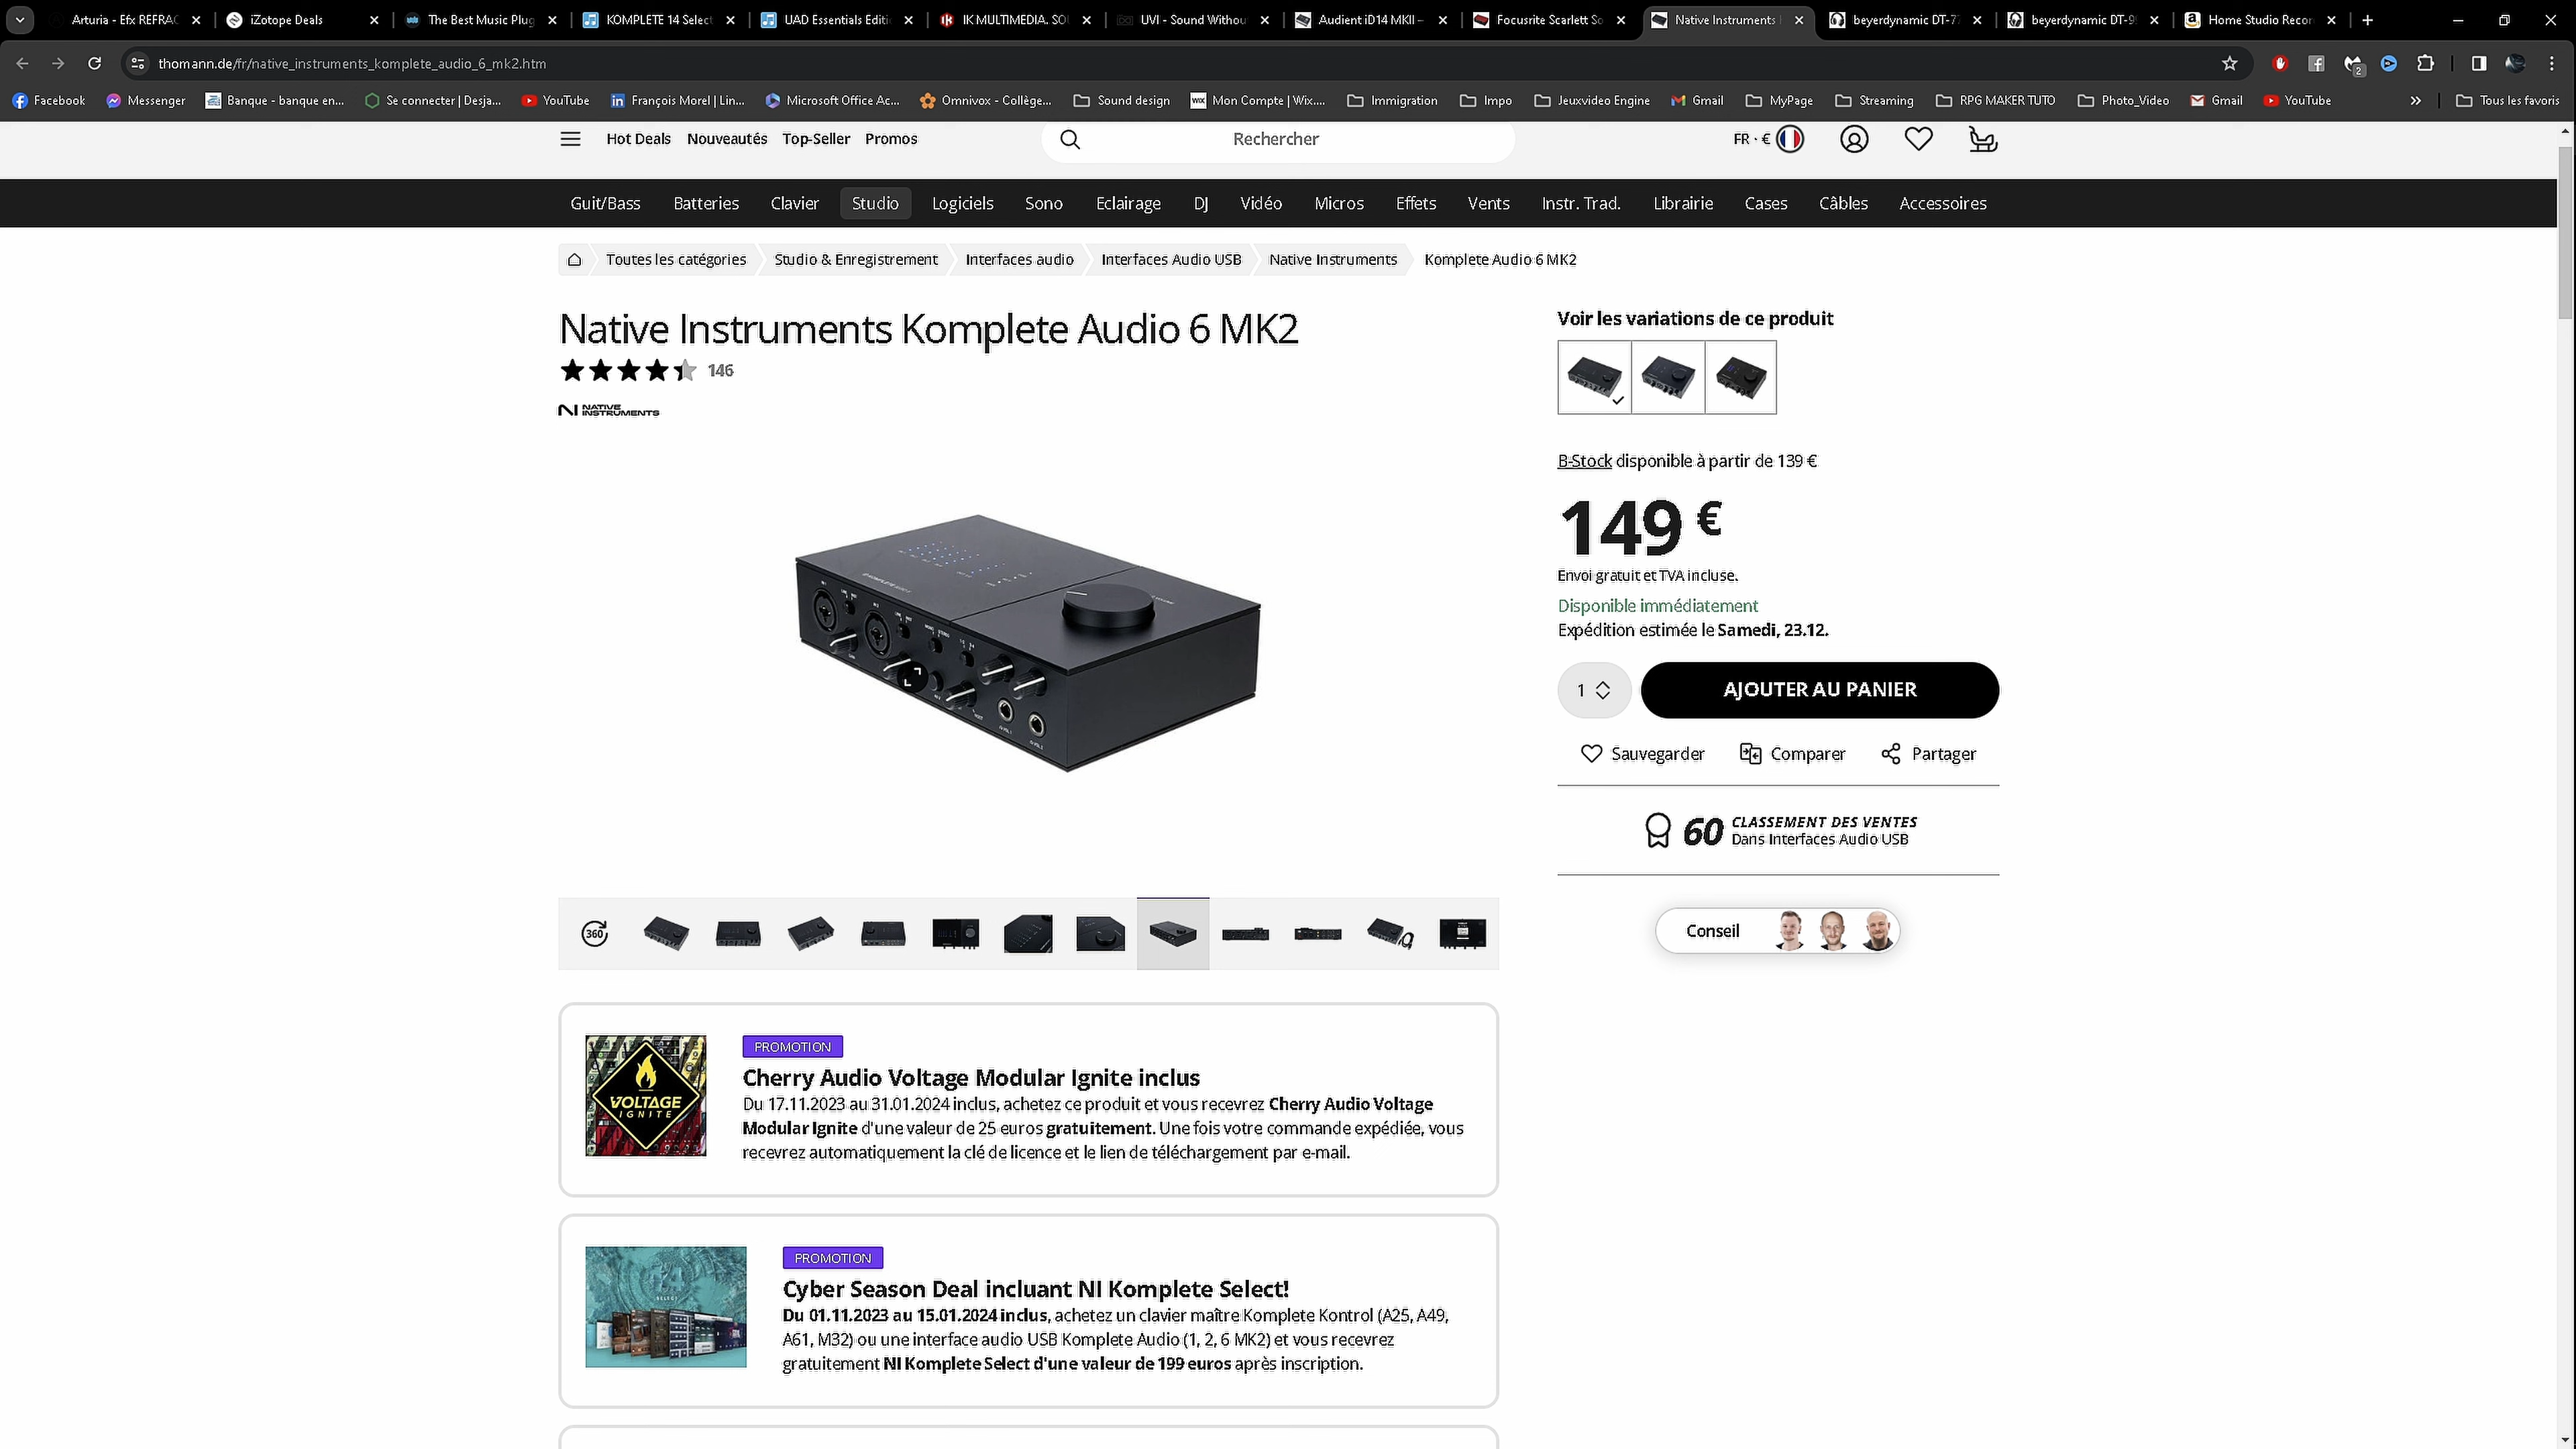 Arturia - Efx REFRAC
iZotope Deals
The Best Music Plug
KOMPLETE 14 Select
UAD Essentials Editi
IK MULTIMEDIA. SO
UVI - Sound Withou
Audient iD14 MKII –
Focusrite Scarlett So
Native Instruments
beyerdynamic DT-7
beyerdynamic DT-9
Home Studio Recor
thomann.de/fr/native_instruments_komplete_audio_6_mk2.htm
2
Facebook
Messenger
Banque - banque en...
Se connecter | Desja...
YouTube
François Morel | Lin...
Microsoft Office Ac...
Omnivox - Collège...
Sound design
WIX Mon Compte | Wix....
Immigration
Impo
Jeuxvideo Engine
Gmail
MyPage
Streaming
RPG MAKER TUTO
Photo_Video
Gmail
YouTube
Tous les favoris
Hot Deals
Nouveautés
Top-Seller
Promos
Rechercher
FR · €
Guit/Bass
Batteries
Clavier
Studio
Logiciels
Sono
Eclairage
DJ
Vidéo
Micros
Effets
Vents
Instr. Trad.
Librairie
Cases
Câbles
Accessoires
Toutes les catégories
Studio & Enregistrement
Interfaces audio
Interfaces Audio USB
Native Instruments
Komplete Audio 6 MK2
Native Instruments Komplete Audio 6 MK2
146
NATIVE
INSTRUMENTS
Voir les variations de ce produit
B-Stock disponible à partir de 139 €
149 €
Envoi gratuit et TVA incluse.
Disponible immédiatement
Expédition estimée le Samedi, 23.12.
1
AJOUTER AU PANIER
Sauvegarder
Comparer
Partager
60
CLASSEMENT DES VENTES
Dans Interfaces Audio USB
Conseil
360
VOLTAGE
IGNITE
PROMOTION
Cherry Audio Voltage Modular Ignite inclus
Du 17.11.2023 au 31.01.2024 inclus, achetez ce produit et vous recevrez Cherry Audio Voltage
Modular Ignite d'une valeur de 25 euros gratuitement. Une fois votre commande expédiée, vous
recevrez automatiquement la clé de licence et le lien de téléchargement par e-mail.
SELECT
PROMOTION
Cyber Season Deal incluant NI Komplete Select!
Du 01.11.2023 au 15.01.2024 inclus, achetez un clavier maître Komplete Kontrol (A25, A49,
A61, M32) ou une interface audio USB Komplete Audio (1, 2, 6 MK2) et vous recevrez
gratuitement NI Komplete Select d'une valeur de 199 euros après inscription.